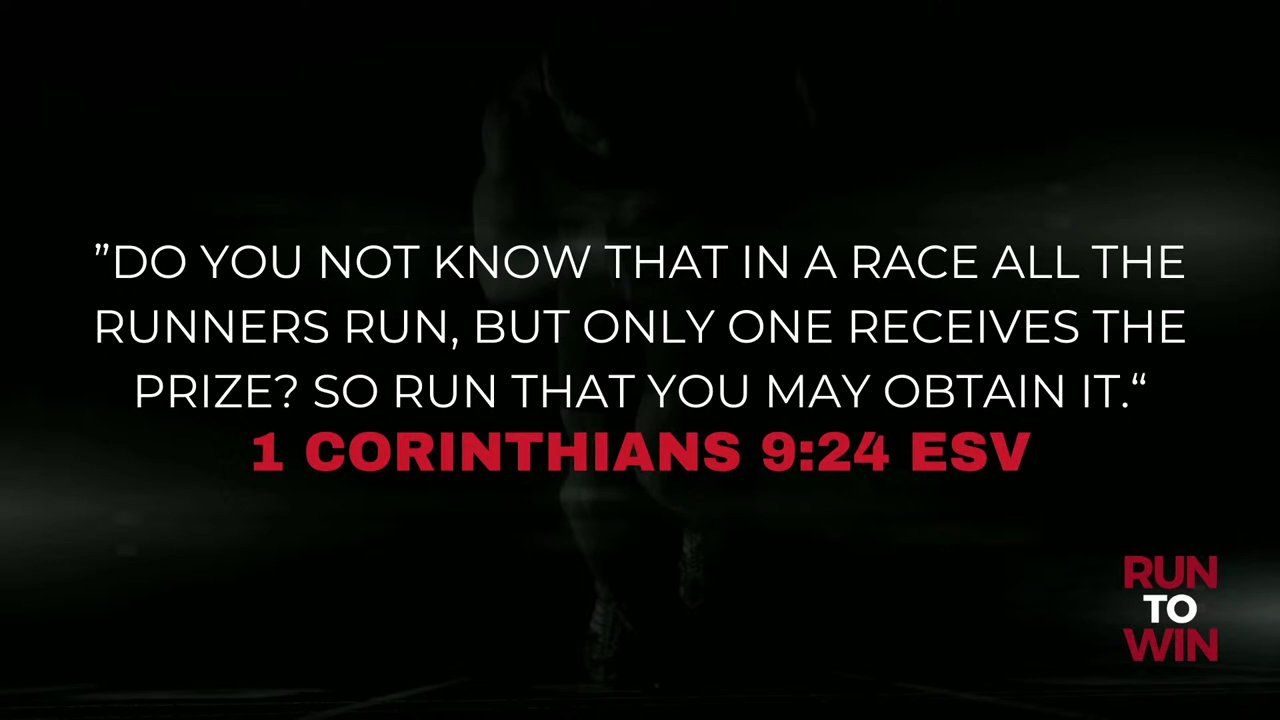 ”DO YOU NOT KNOW THAT IN A RACE ALL THE
RUNNERS RUN, BUT ONLY ONE RECEIVES THE
PRIZE? SO RUN THAT YOU MAY OBTAIN IT.“
1 CORINTHIANS 9:24 ESV
RUN
TO
WIN